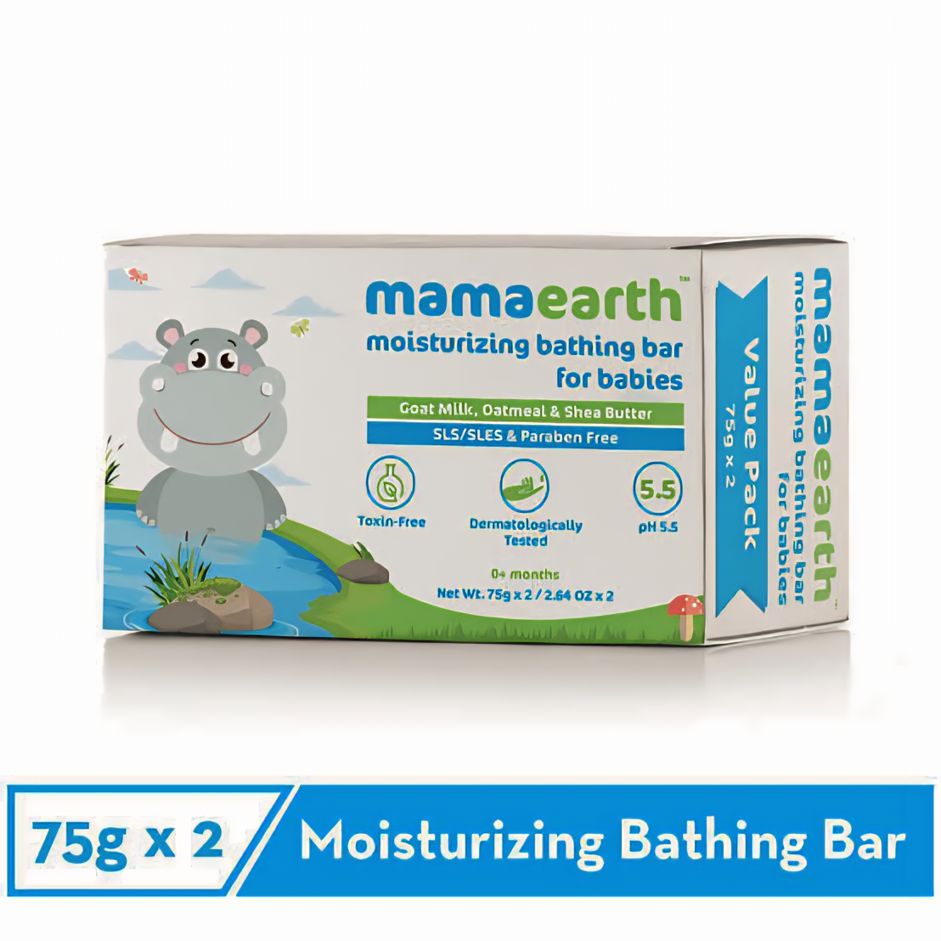 mamaearth™
moisturizing bathing bar
for babies
Goat Milk, Oatmeal & Shea Butter
SLS/SLES & Paraben Free
5.5
Toxin-Free
Dermatologically
Tested
pH 5.5
0+ months
Net Wt. 75g x 2 / 2.64 OZ x 2
Value Pack
75g x 2
mamaearth
moisturizing bathing bar
for babies
75g x 2
Moisturizing Bathing Bar